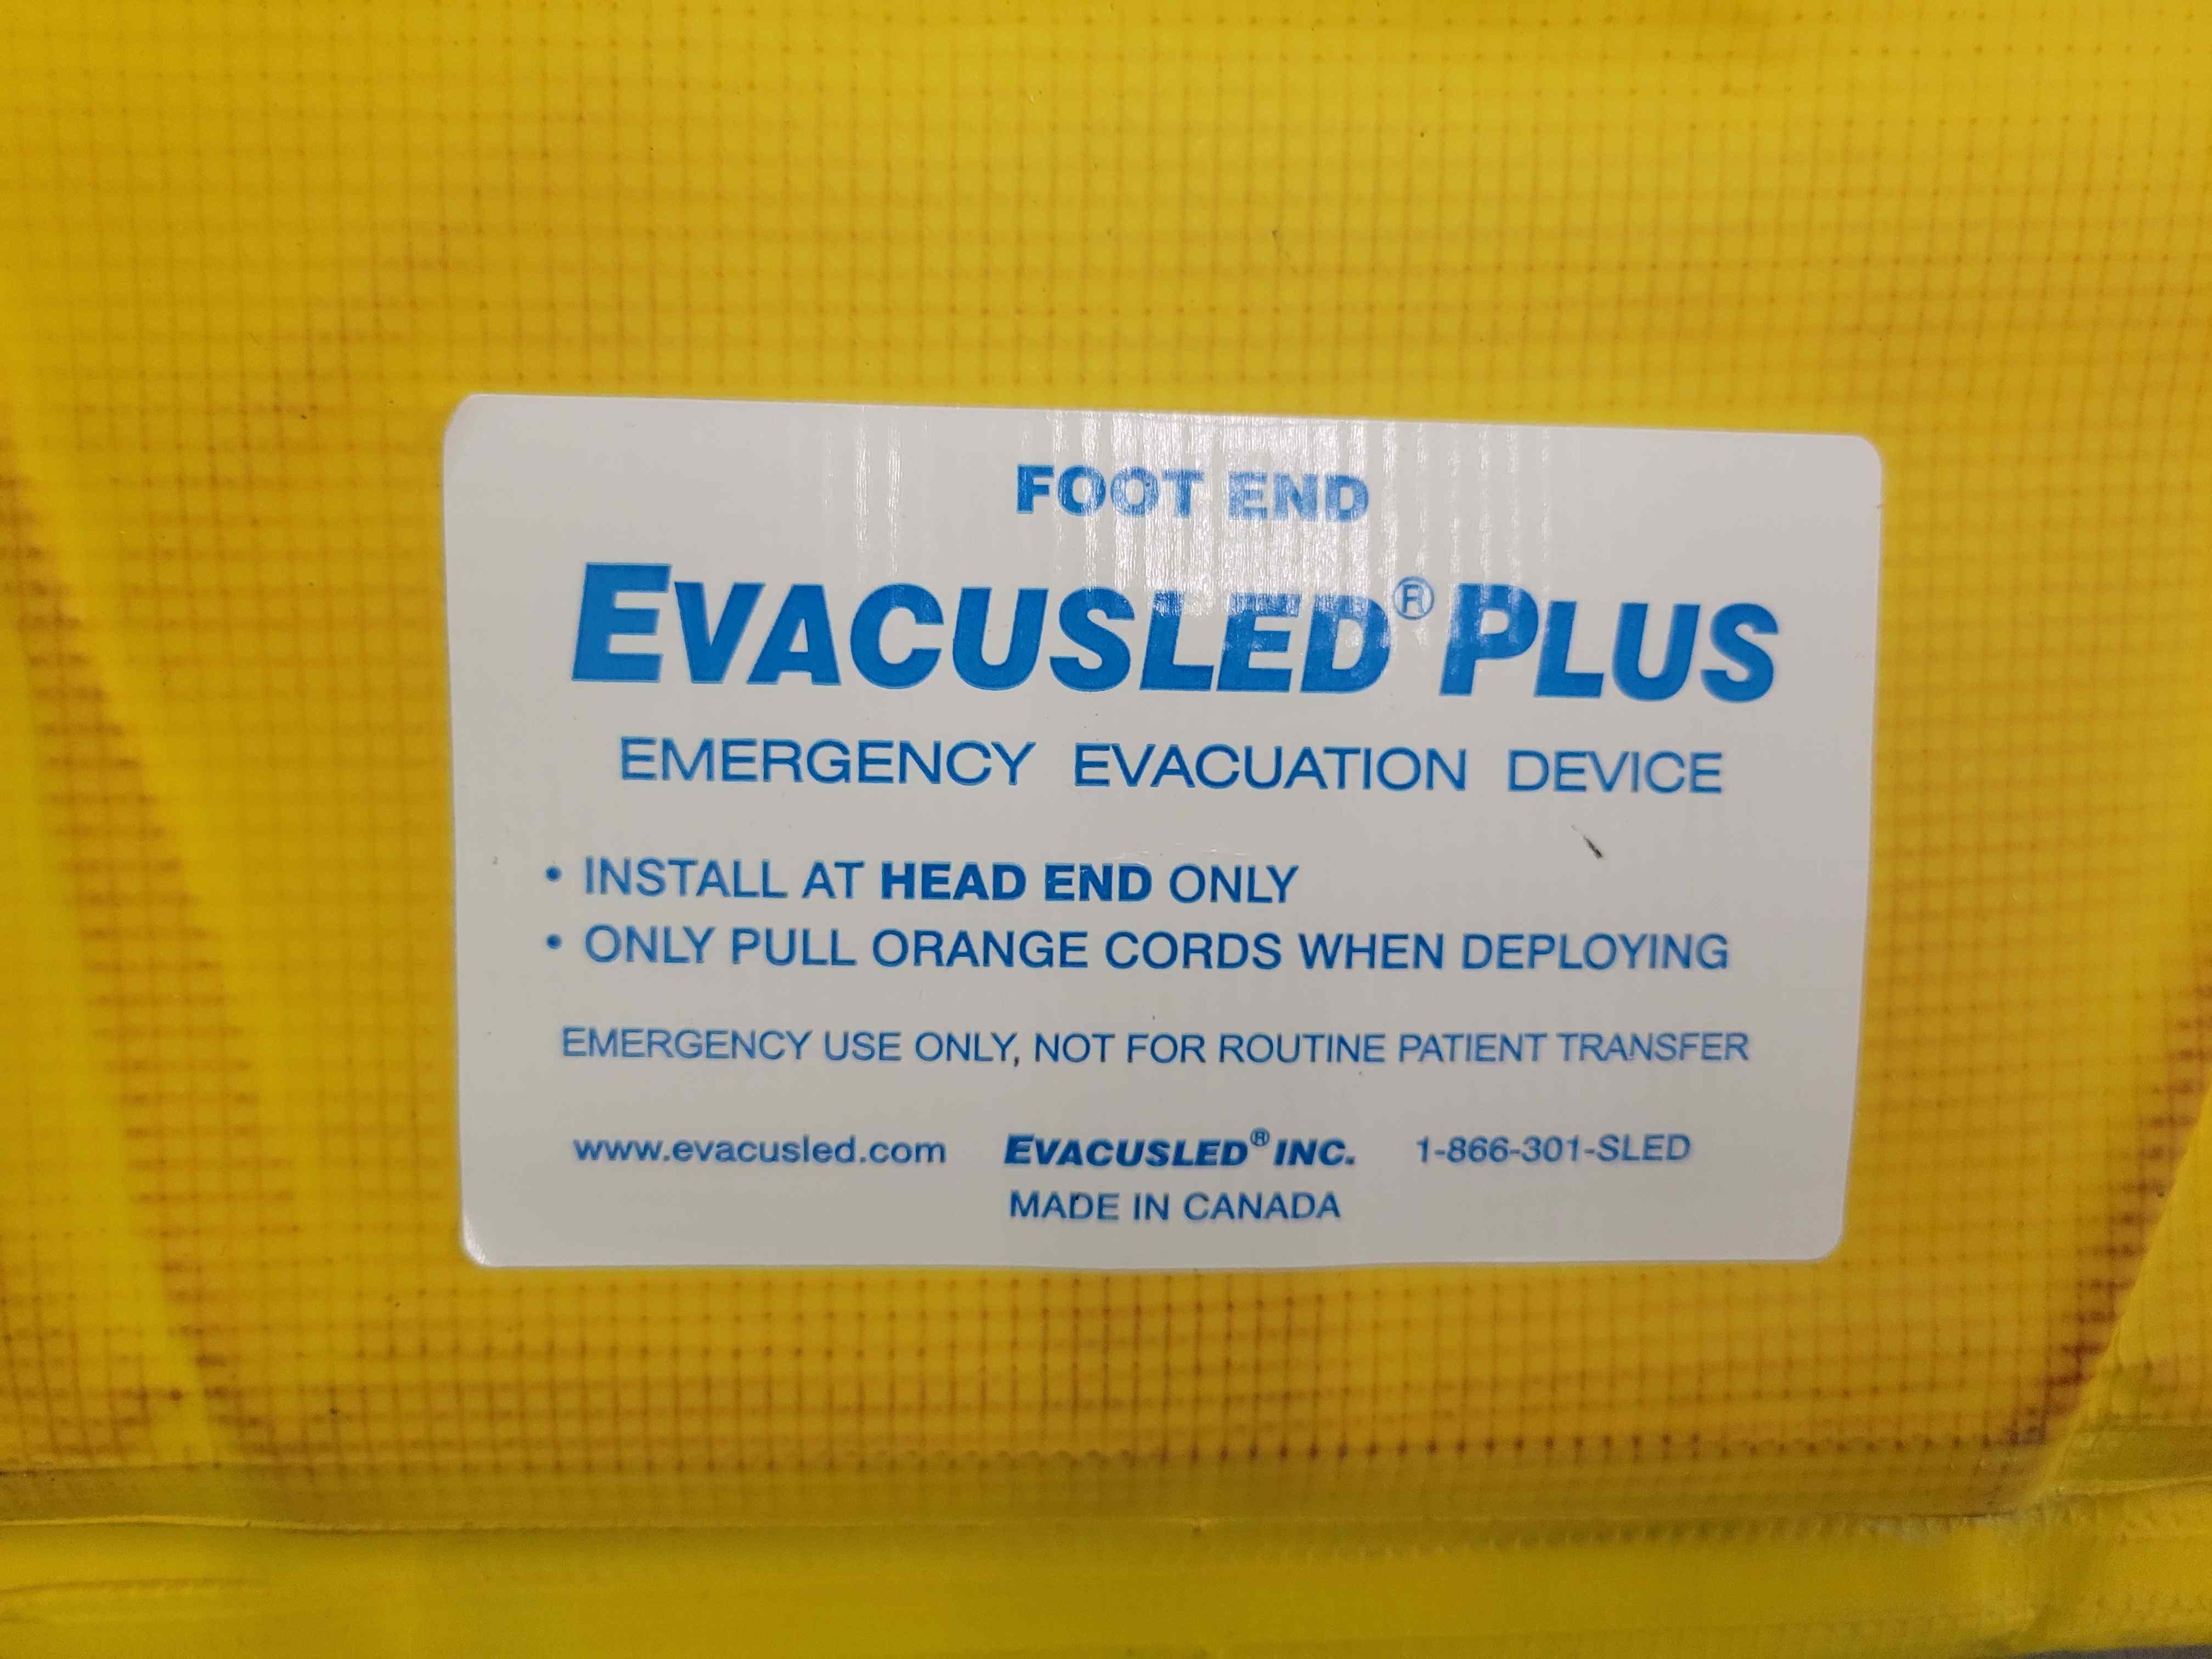 FOOT END
EVACUSLED® PLUS
EMERGENCY EVACUATION DEVICE
• INSTALL AT HEAD END ONLY
• ONLY PULL ORANGE CORDS WHEN DEPLOYING
EMERGENCY USE ONLY, NOT FOR ROUTINE PATIENT TRANSFER
www.evacusled.com EVACUSLED® INC. 1-866-301-SLED
MADE IN CANADA